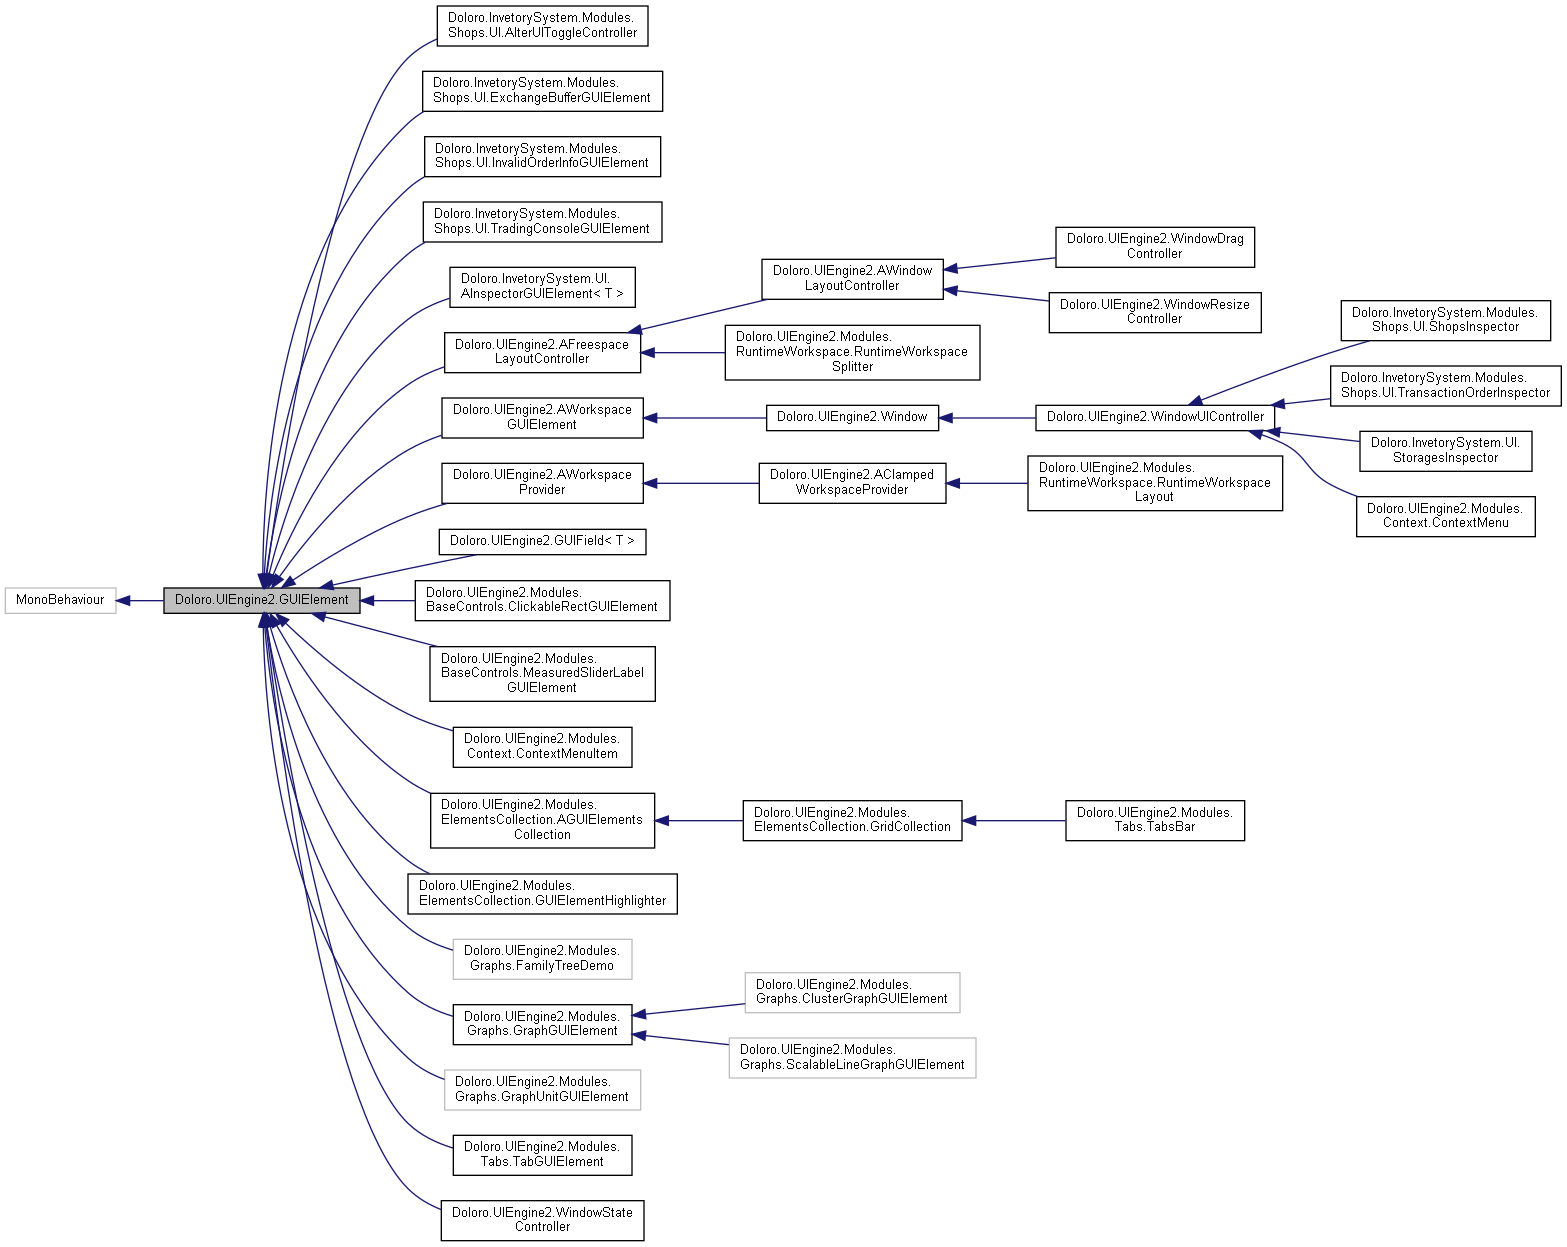 MonoBehaviour
Doloro.UIEngine2.GUIElement
Doloro.InvetorySystem.Modules.
Shops.UI.AlterUIToggleController
Doloro.InvetorySystem.Modules.
Shops.UI.ExchangeBufferGUIElement
Doloro.InvetorySystem.Modules.
Shops.UI.InvalidOrderInfoGUIElement
Doloro.InvetorySystem.Modules.
Shops.UI.TradingConsoleGUIElement
Doloro.InvetorySystem.UI.
AInspectorGUIElement< T >
Doloro.UIEngine2.AFreespace
LayoutController
Doloro.UIEngine2.AWindow
LayoutController
Doloro.UIEngine2.WindowDrag
Controller
Doloro.UIEngine2.WindowResize
Controller
Doloro.UIEngine2.Modules.
RuntimeWorkspace.RuntimeWorkspace
Splitter
Doloro.UIEngine2.AWorkspace
GUIElement
Doloro.UIEngine2.Window
Doloro.UIEngine2.WindowUIController
Doloro.InvetorySystem.Modules.
Shops.UI.ShopsInspector
Doloro.InvetorySystem.Modules.
Shops.UI.TransactionOrderInspector
Doloro.InvetorySystem.UI.
StoragesInspector
Doloro.UIEngine2.Modules.
Context.ContextMenu
Doloro.UIEngine2.AWorkspace
Provider
Doloro.UIEngine2.AClamped
WorkspaceProvider
Doloro.UIEngine2.Modules.
RuntimeWorkspace.RuntimeWorkspace
Layout
Doloro.UIEngine2.GUIField< T >
Doloro.UIEngine2.Modules.
BaseControls.ClickableRectGUIElement
Doloro.UIEngine2.Modules.
BaseControls.MeasuredSliderLabel
GUIElement
Doloro.UIEngine2.Modules.
Context.ContextMenuItem
Doloro.UIEngine2.Modules.
ElementsCollection.AGUIElements
Collection
Doloro.UIEngine2.Modules.
ElementsCollection.GridCollection
Doloro.UIEngine2.Modules.
Tabs.TabsBar
Doloro.UIEngine2.Modules.
ElementsCollection.GUIElementHighlighter
Doloro.UIEngine2.Modules.
Graphs.FamilyTreeDemo
Doloro.UIEngine2.Modules.
Graphs.GraphGUIElement
Doloro.UIEngine2.Modules.
Graphs.ClusterGraphGUIElement
Doloro.UIEngine2.Modules.
Graphs.ScalableLineGraphGUIElement
Doloro.UIEngine2.Modules.
Graphs.GraphUnitGUIElement
Doloro.UIEngine2.Modules.
Tabs.TabGUIElement
Doloro.UIEngine2.WindowState
Controller